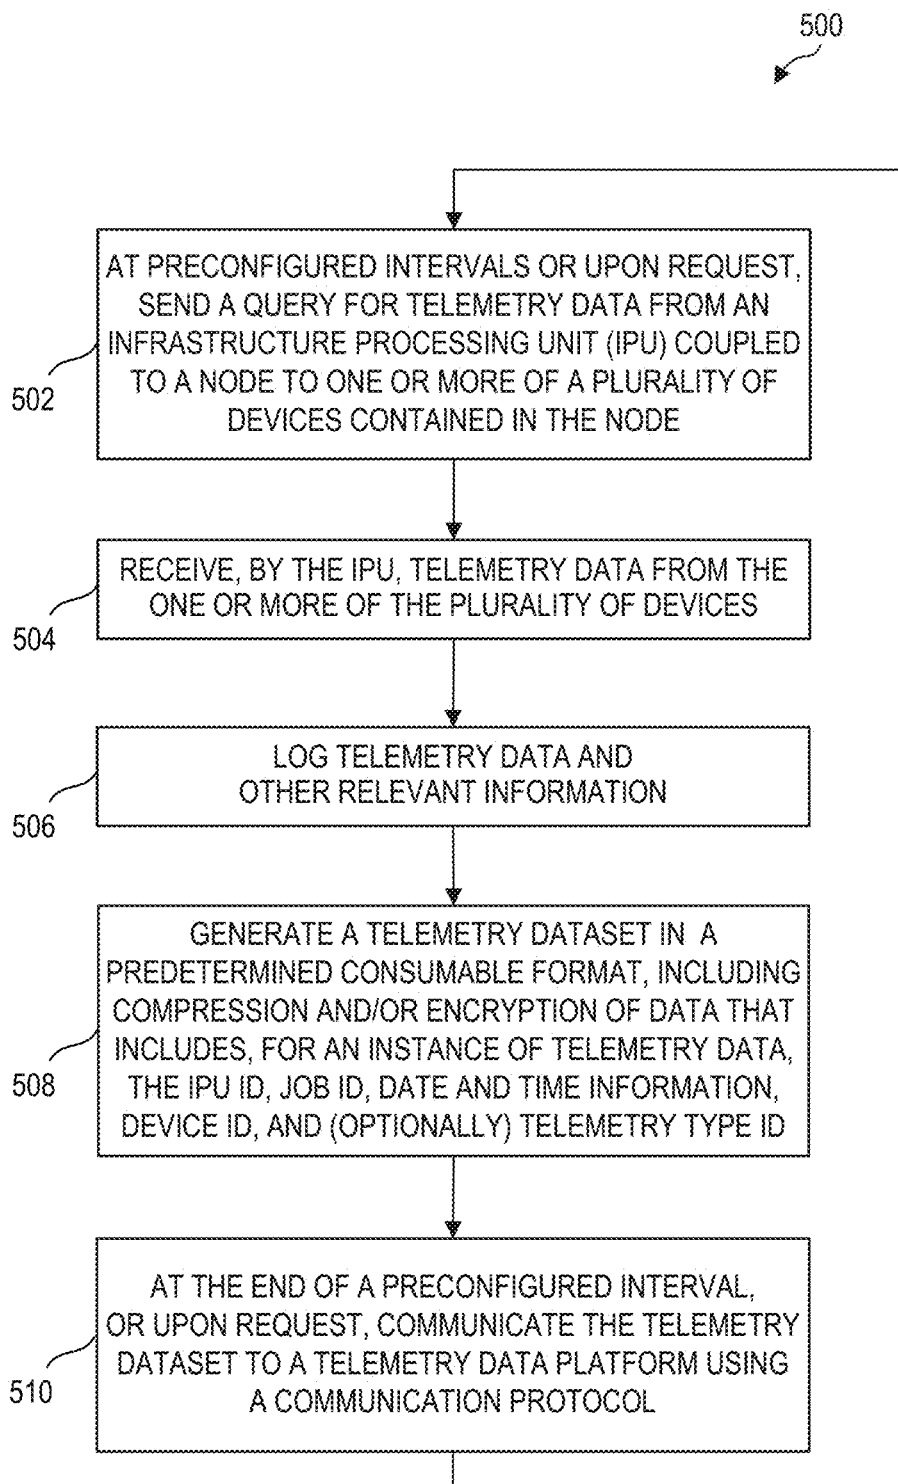 500
AT PRECONFIGURED INTERVALS OR UPON REQUEST,
SEND A QUERY FOR TELEMETRY DATA FROM AN
INFRASTRUCTURE PROCESSING UNIT (IPU) COUPLED
TO A NODE TO ONE OR MORE OF A PLURALITY OF
DEVICES CONTAINED IN THE NODE
502
RECEIVE, BY THE IPU, TELEMETRY DATA FROM THE
ONE OR MORE OF THE PLURALITY OF DEVICES
504
LOG TELEMETRY DATA AND
OTHER RELEVANT INFORMATION
506
GENERATE A TELEMETRY DATASET IN A
PREDETERMINED CONSUMABLE FORMAT, INCLUDING
COMPRESSION AND/OR ENCRYPTION OF DATA THAT
INCLUDES, FOR AN INSTANCE OF TELEMETRY DATA,
THE IPU ID, JOB ID, DATE AND TIME INFORMATION,
DEVICE ID, AND (OPTIONALLY) TELEMETRY TYPE ID
508
AT THE END OF A PRECONFIGURED INTERVAL,
OR UPON REQUEST, COMMUNICATE THE TELEMETRY
DATASET TO A TELEMETRY DATA PLATFORM USING
A COMMUNICATION PROTOCOL
510